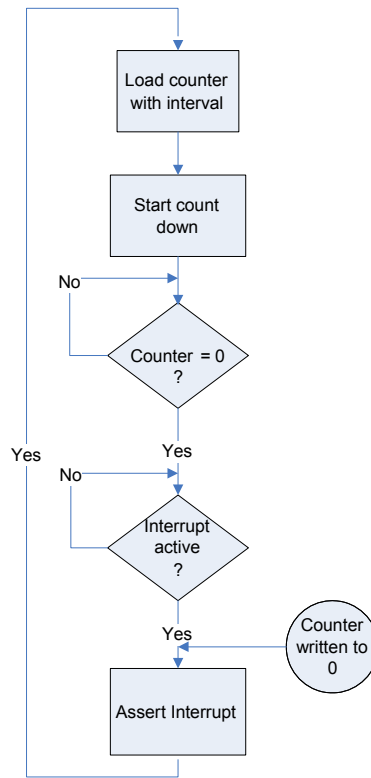 Load counter
with interval
Start count
down
No
Counter = 0
?
Yes
Yes
No
Interrupt
active
?
Yes
Counter
written to
0
Assert Interrupt